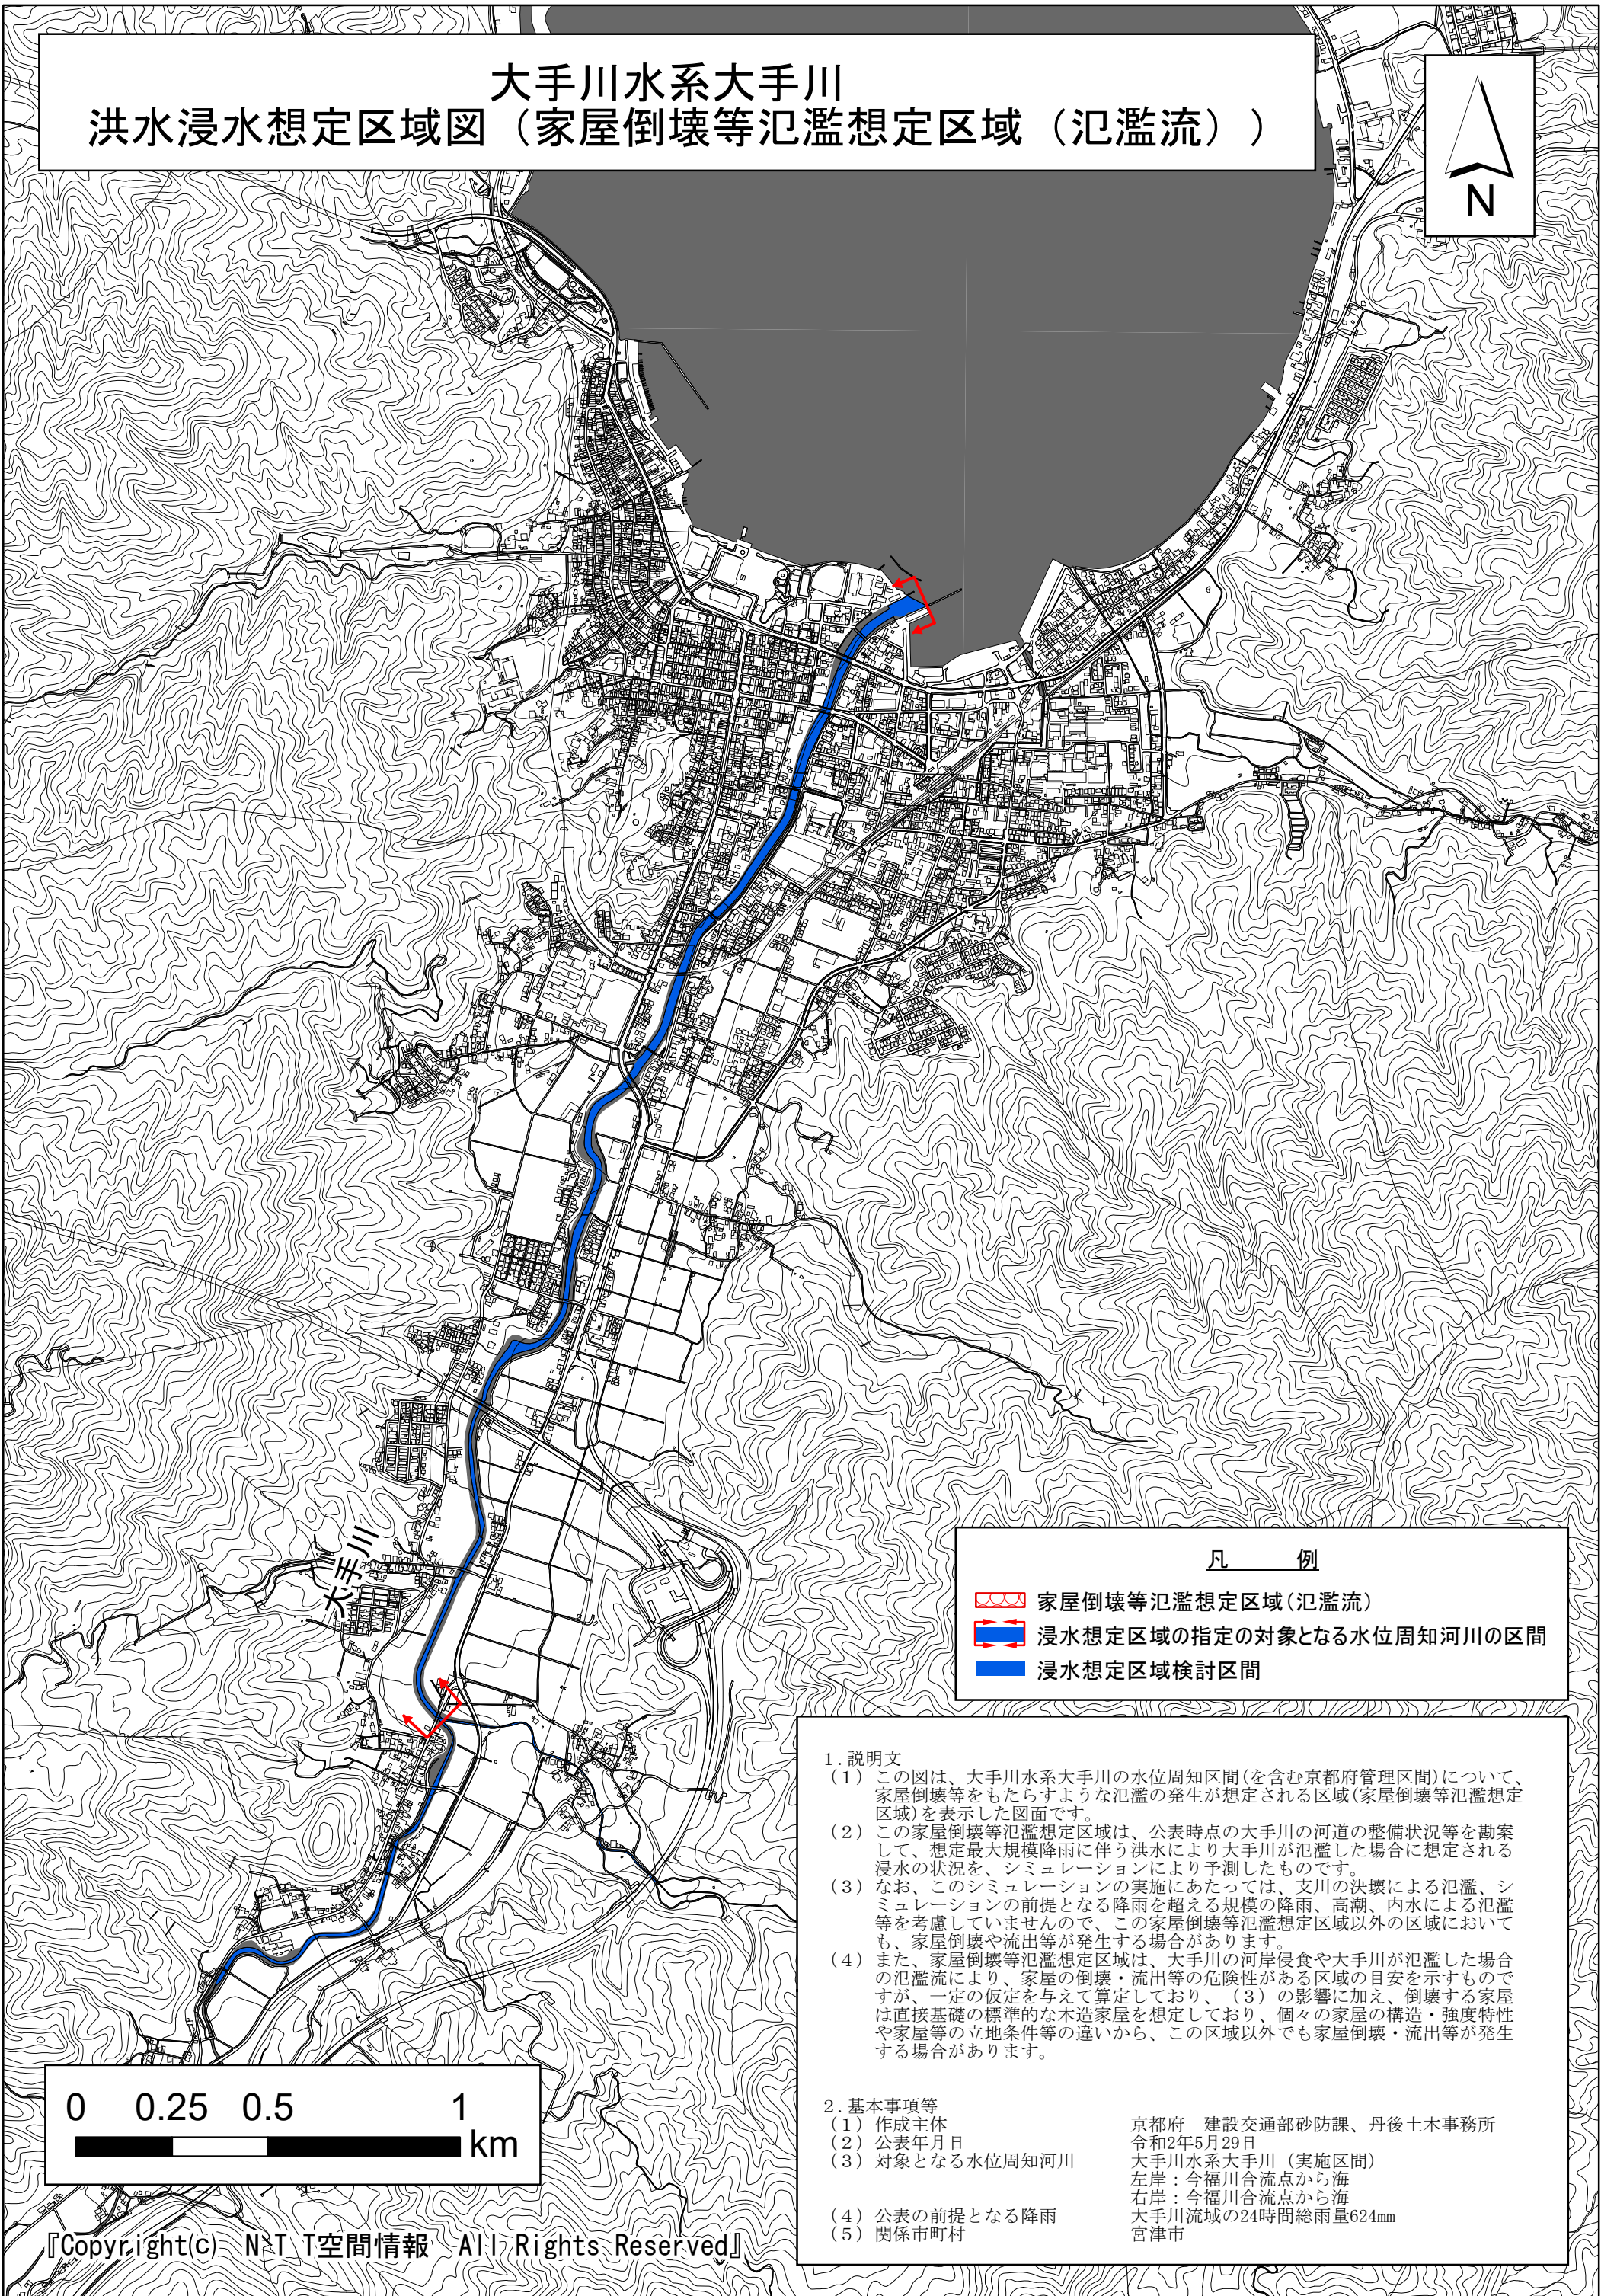 大手川水系大手川
洪水浸水想定区域図（家屋倒壊等氾濫想定区域（氾濫流））
N
大手川
凡　例
家屋倒壊等氾濫想定区域(氾濫流)
浸水想定区域の指定の対象となる水位周知河川の区間
浸水想定区域検討区間
1.説明文
（1）この図は、大手川水系大手川の水位周知区間(を含む京都府管理区間)について、
家屋倒壊等をもたらすような氾濫の発生が想定される区域(家屋倒壊等氾濫想定
区域)を表示した図面です。
（2）この家屋倒壊等氾濫想定区域は、公表時点の大手川の河道の整備状況等を勘案
して、想定最大規模降雨に伴う洪水により大手川が氾濫した場合に想定される
浸水の状況を、シミュレーションにより予測したものです。
（3）なお、このシミュレーションの実施にあたっては、支川の決壊による氾濫、シ
ミュレーションの前提となる降雨を超える規模の降雨、高潮、内水による氾濫
等を考慮していませんので、この家屋倒壊等氾濫想定区域以外の区域において
も、家屋倒壊や流出等が発生する場合があります。
（4）また、家屋倒壊等氾濫想定区域は、大手川の河岸侵食や大手川が氾濫した場合
の氾濫流により、家屋の倒壊・流出等の危険性がある区域の目安を示すもので
すが、一定の仮定を与えて算定しており、（3）の影響に加え、倒壊する家屋
は直接基礎の標準的な木造家屋を想定しており、個々の家屋の構造・強度特性
や家屋等の立地条件等の違いから、この区域以外でも家屋倒壊・流出等が発生
する場合があります。
2.基本事項等
（1）作成主体　京都府　建設交通部砂防課、丹後土木事務所
（2）公表年月日　令和2年5月29日
（3）対象となる水位周知河川　大手川水系大手川（実施区間）
左岸：今福川合流点から海
右岸：今福川合流点から海
（4）公表の前提となる降雨　大手川流域の24時間総雨量624mm
（5）関係市町村　宮津市
0 0.25 0.5 1
km
『Copyright(c) ＮＴＴ空間情報 All Rights Reserved』